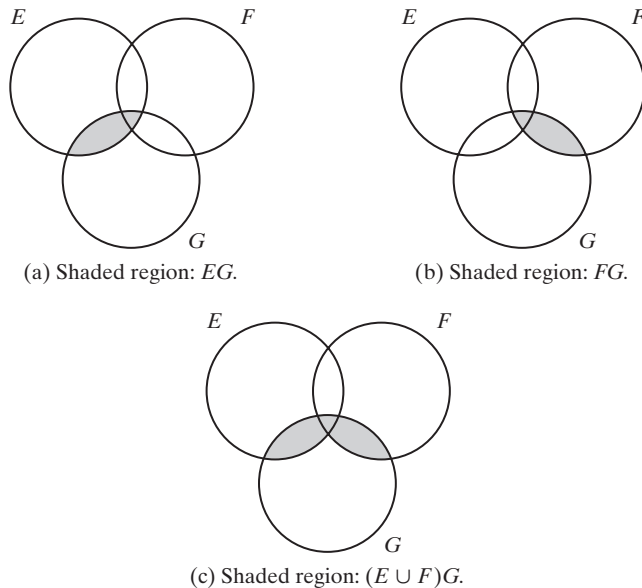 E F
G
(a) Shaded region: EG.
E F
G
(b) Shaded region: FG.
E F
G
(c) Shaded region: (E ∪ F)G.